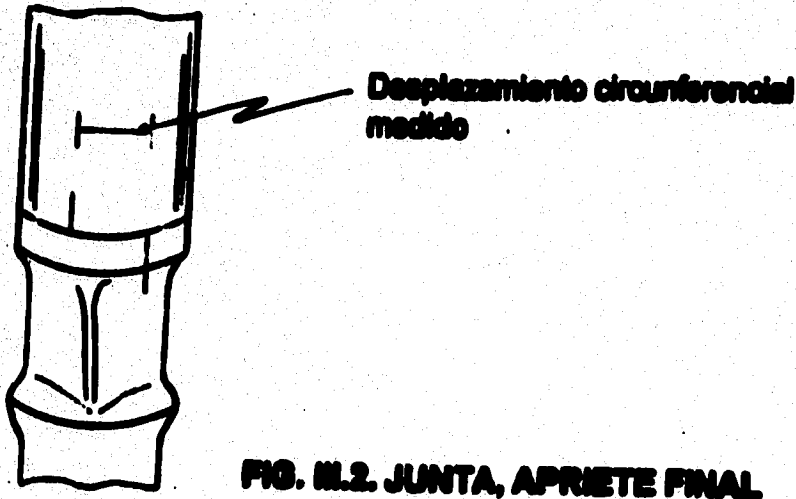 Desplazamiento circunferencial
medido
FIG. III.2. JUNTA, APRIETE FINAL